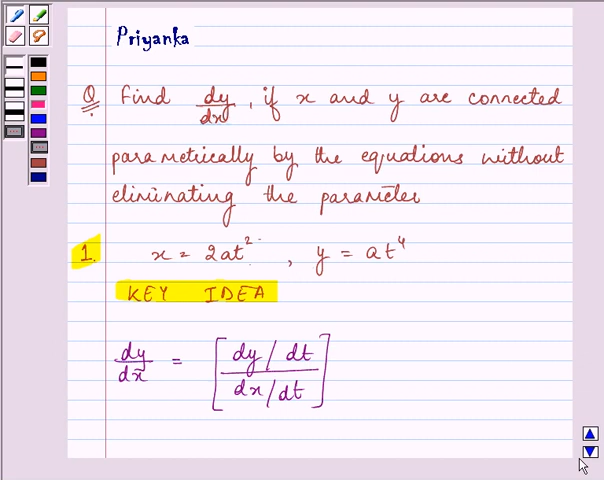 Priyanka
Q Find dy/dx, if x and y are connected
parametrically by the equations without
eliminating the parameter
1. x = 2at², y = at⁴
KEY IDEA
dy/dx = [dy/dt / dx/dt]